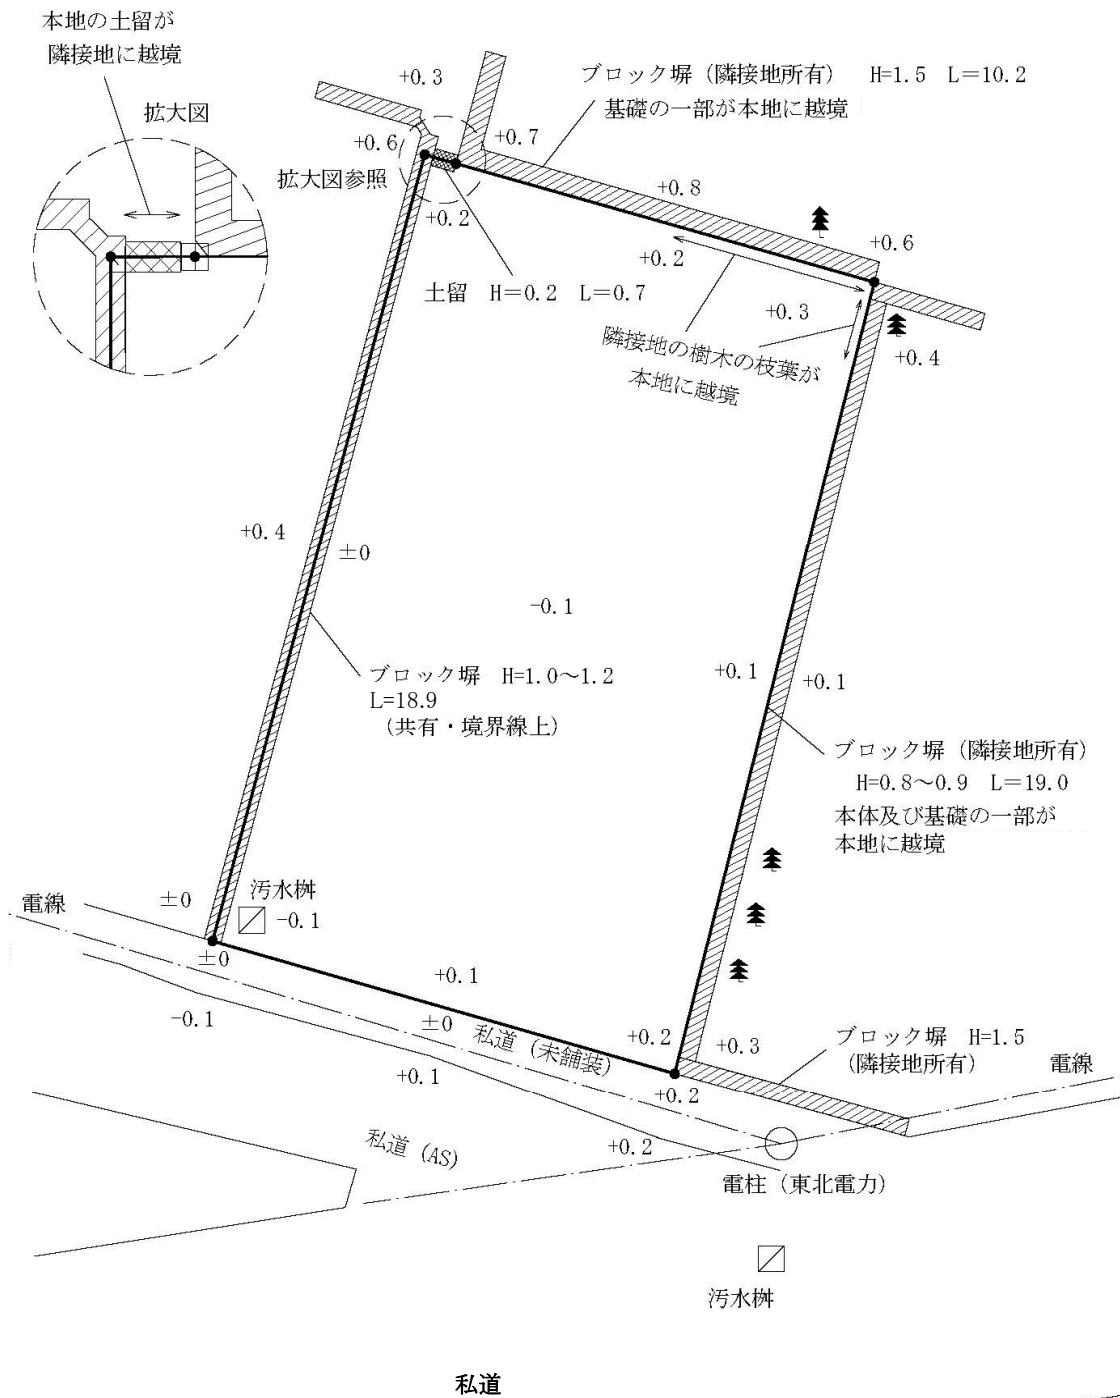 本地の土留が
隣接地に越境
拡大図
+0.3
ブロック塀（隣接地所有）　H=1.5　L＝10.2
基礎の一部が本地に越境
+0.6
+0.7
拡大図参照
+0.8
+0.2
+0.6
+0.2
土留　H＝0.2　L＝0.7
+0.3
隣接地の樹木の枝葉が
本地に越境
+0.4
+0.4
±0
-0.1
ブロック塀　H=1.0～1.2
L=18.9
（共有・境界線上）
+0.1
+0.1
ブロック塀（隣接地所有）
H=0.8～0.9　L＝19.0
本体及び基礎の一部が
本地に越境
電線
±0
汚水桝
-0.1
±0
+0.1
-0.1
±0
私道（未舗装）
+0.2
+0.3
ブロック塀　H=1.5
（隣接地所有）
電線
+0.1
+0.2
私道（AS）
+0.2
電柱（東北電力）
汚水桝
私道